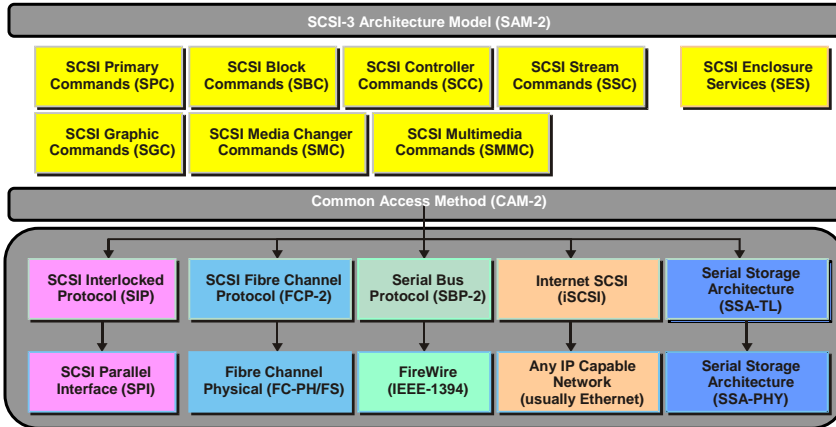 SCSI-3 Architecture Model (SAM-2)
SCSI Primary
Commands (SPC)
SCSI Block
Commands (SBC)
SCSI Controller
Commands (SCC)
SCSI Stream
Commands (SSC)
SCSI Enclosure
Services (SES)
SCSI Graphic
Commands (SGC)
SCSI Media Changer
Commands (SMC)
SCSI Multimedia
Commands (SMMC)
Common Access Method (CAM-2)
SCSI Interlocked
Protocol (SIP)
SCSI Fibre Channel
Protocol (FCP-2)
Serial Bus
Protocol (SBP-2)
Internet SCSI
(iSCSI)
Serial Storage
Architecture
(SSA-TL)
SCSI Parallel
Interface (SPI)
Fibre Channel
Physical (FC-PH/FS)
FireWire
(IEEE-1394)
Any IP Capable
Network
(usually Ethernet)
Serial Storage
Architecture
(SSA-PHY)